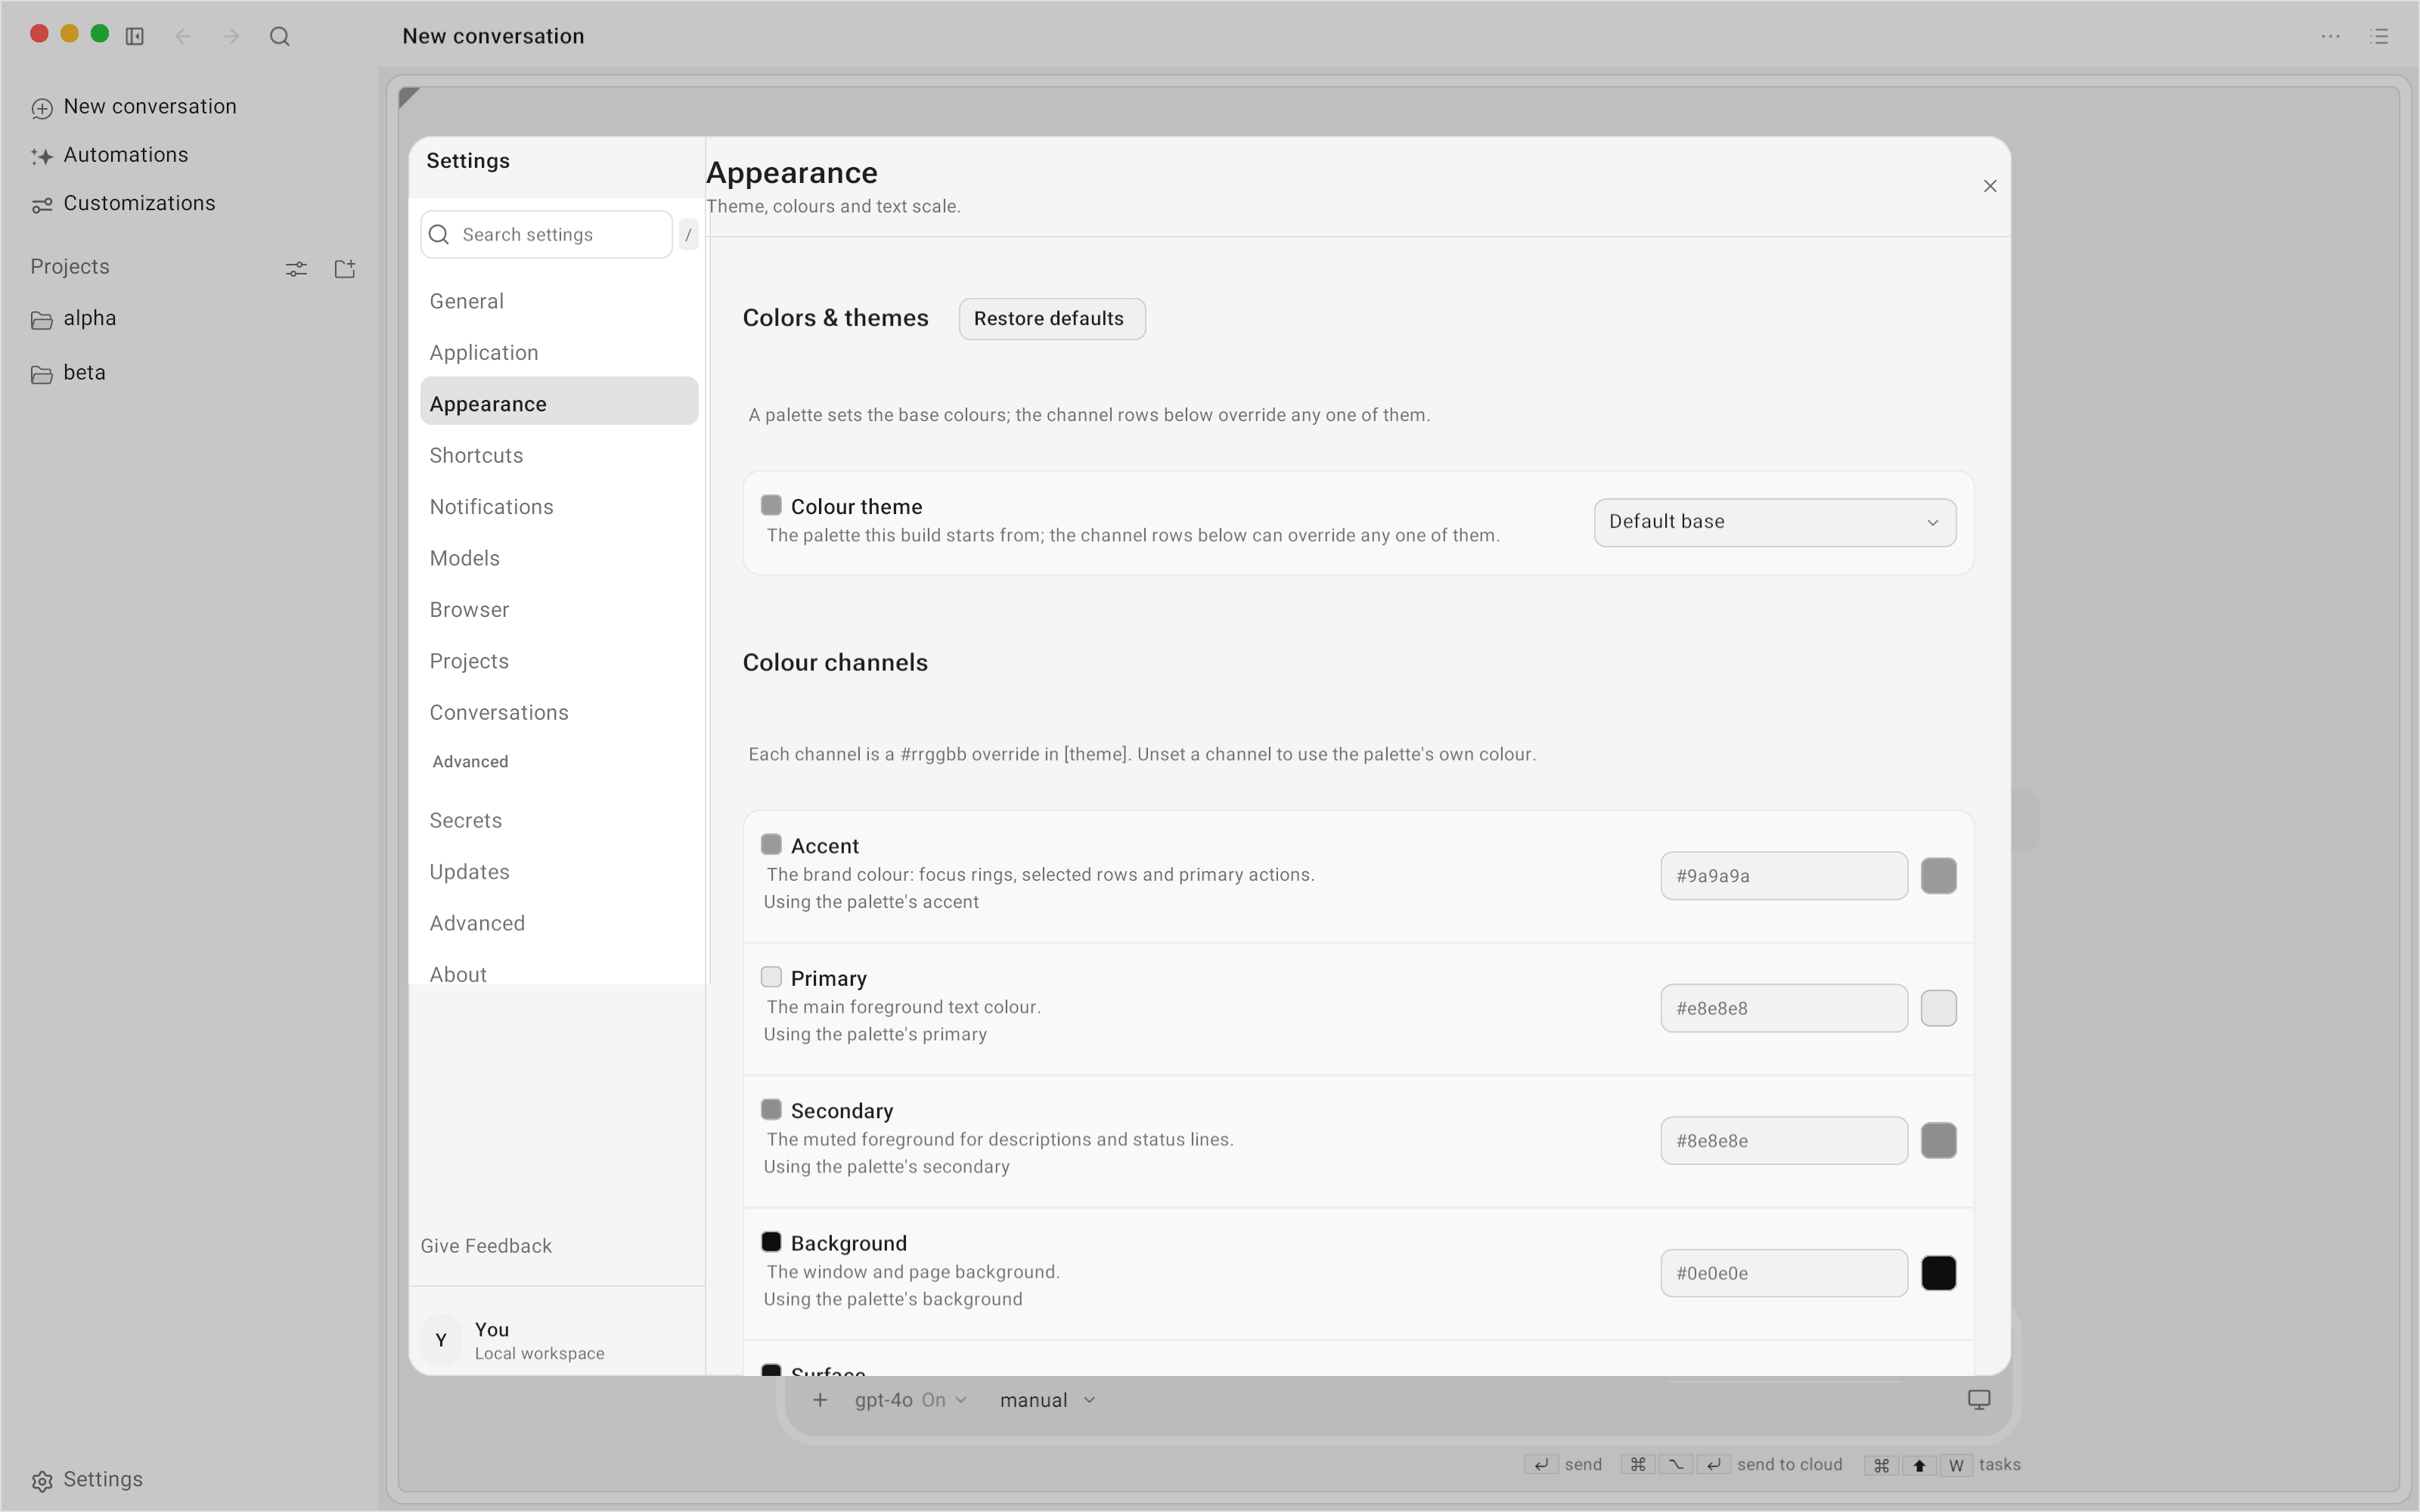 New conversation
New conversation
Automations
Customizations
Projects
alpha
beta
Settings
Settings
Search settings
/
General
Application
Appearance
Shortcuts
Notifications
Models
Browser
Projects
Conversations
Advanced
Secrets
Updates
Advanced
About
Give Feedback
Y
You
Local workspace
Appearance
Theme, colours and text scale.
Colors & themes
Restore defaults
A palette sets the base colours; the channel rows below override any one of them.
Colour theme
The palette this build starts from; the channel rows below can override any one of them.
Default base
Colour channels
Each channel is a #rrggbb override in [theme]. Unset a channel to use the palette's own colour.
Accent
The brand colour: focus rings, selected rows and primary actions.
Using the palette's accent
#9a9a9a
Primary
The main foreground text colour.
Using the palette's primary
#e8e8e8
Secondary
The muted foreground for descriptions and status lines.
Using the palette's secondary
#8e8e8e
Background
The window and page background.
Using the palette's background
#0e0e0e
Surface
gpt-4o On
manual
send
⌘ ⌥ send to cloud
⌘ W tasks